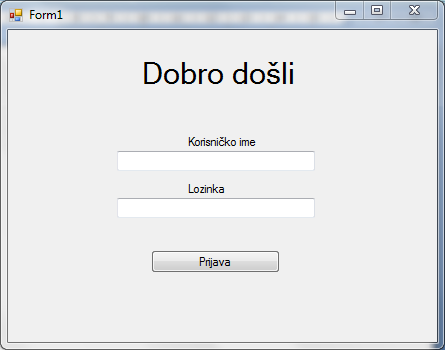 Form1
Dobro došli
Korisničko ime
Lozinka
Prijava